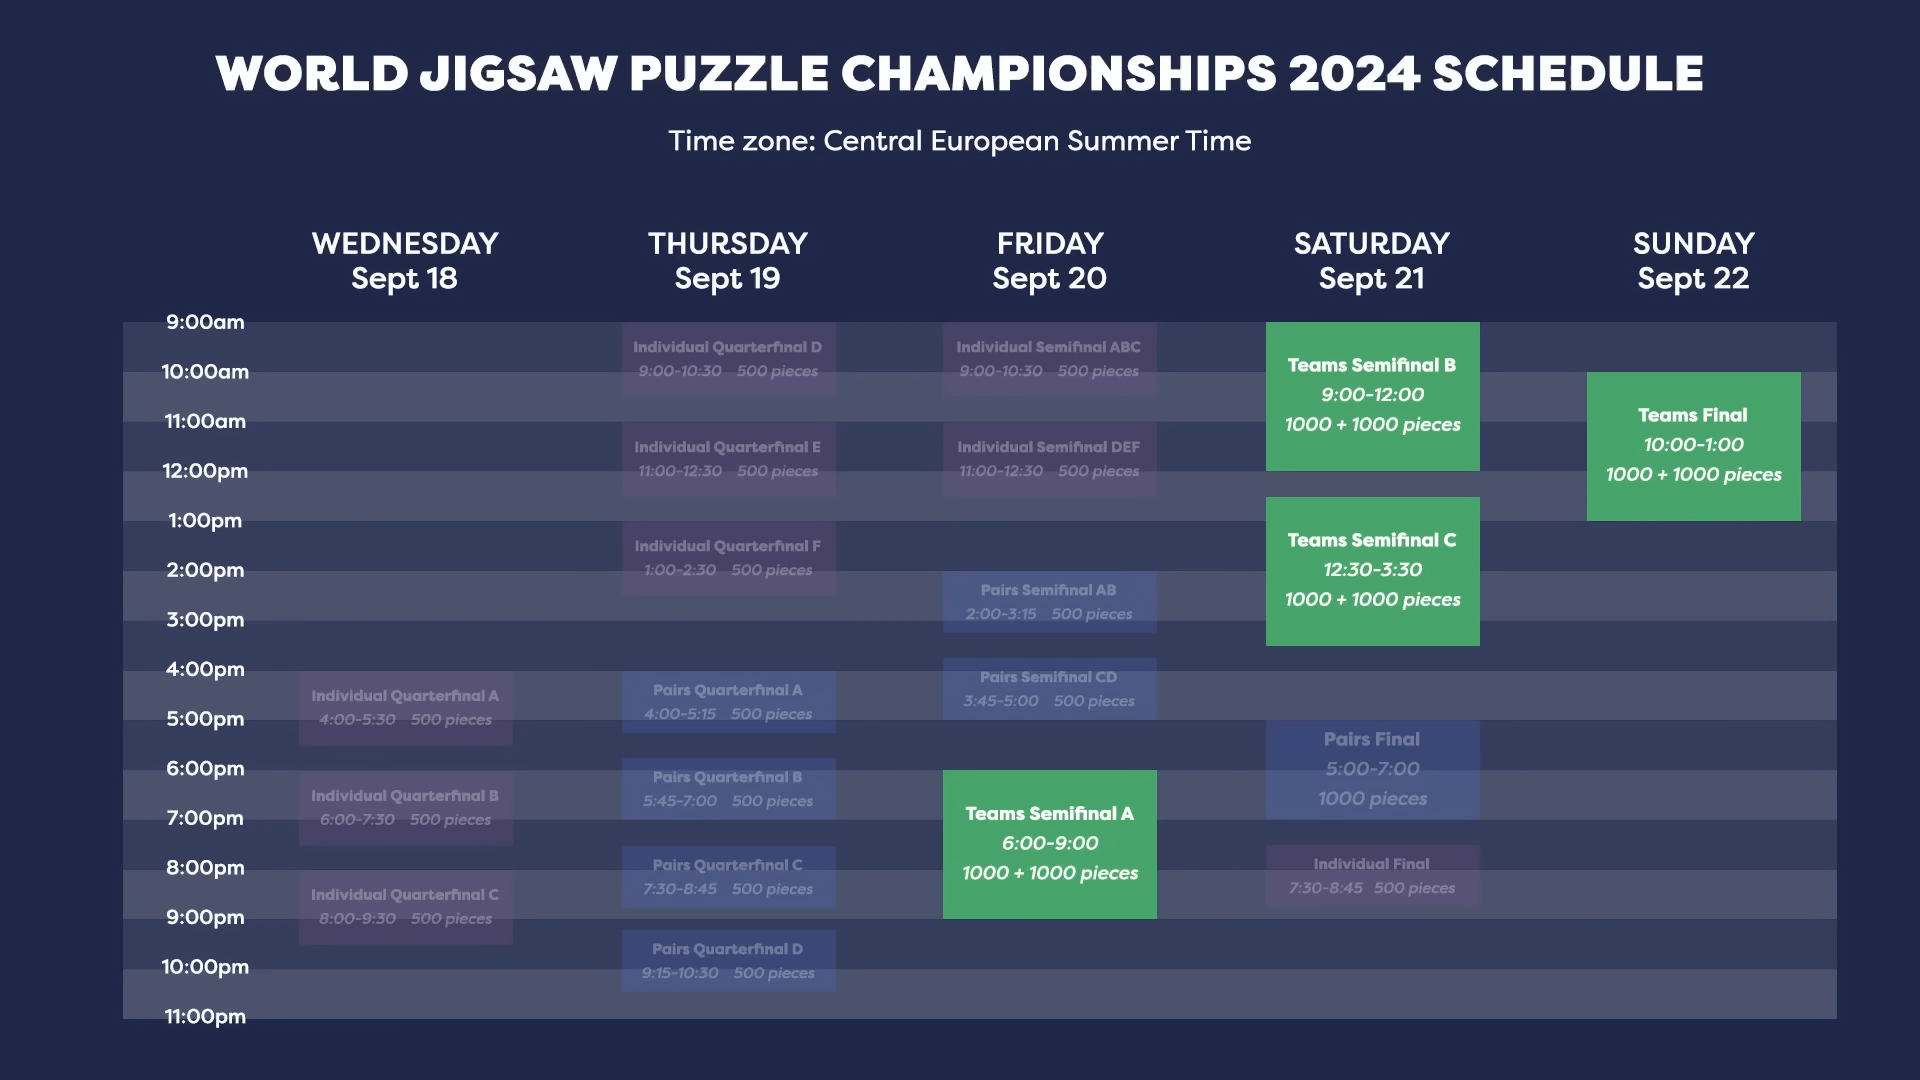 WORLD JIGSAW PUZZLE CHAMPIONSHIPS 2024 SCHEDULE
Time zone: Central European Summer Time
WEDNESDAY
Sept 18
THURSDAY
Sept 19
FRIDAY
Sept 20
SATURDAY
Sept 21
SUNDAY
Sept 22
9:00am
10:00am
11:00am
12:00pm
1:00pm
2:00pm
3:00pm
4:00pm
5:00pm
6:00pm
7:00pm
8:00pm
9:00pm
10:00pm
11:00pm
Individual Quarterfinal A
4:00-5:30 500 pieces
Individual Quarterfinal B
6:00-7:30 500 pieces
Individual Quarterfinal C
8:00-9:30 500 pieces
Individual Quarterfinal D
9:00-10:30 500 pieces
Individual Quarterfinal E
11:00-12:30 500 pieces
Individual Quarterfinal F
1:00-2:30 500 pieces
Pairs Quarterfinal A
4:00-5:15 500 pieces
Pairs Quarterfinal B
5:45-7:00 500 pieces
Pairs Quarterfinal C
7:30-8:45 500 pieces
Pairs Quarterfinal D
9:15-10:30 500 pieces
Individual Semifinal ABC
9:00-10:30 500 pieces
Individual Semifinal DEF
11:00-12:30 500 pieces
Pairs Semifinal AB
2:00-3:15 500 pieces
Pairs Semifinal CD
3:45-5:00 500 pieces
Teams Semifinal A
6:00-9:00
1000 + 1000 pieces
Teams Semifinal B
9:00-12:00
1000 + 1000 pieces
Teams Semifinal C
12:30-3:30
1000 + 1000 pieces
Pairs Final
5:00-7:00
1000 pieces
Individual Final
7:30-8:45 500 pieces
Teams Final
10:00-1:00
1000 + 1000 pieces